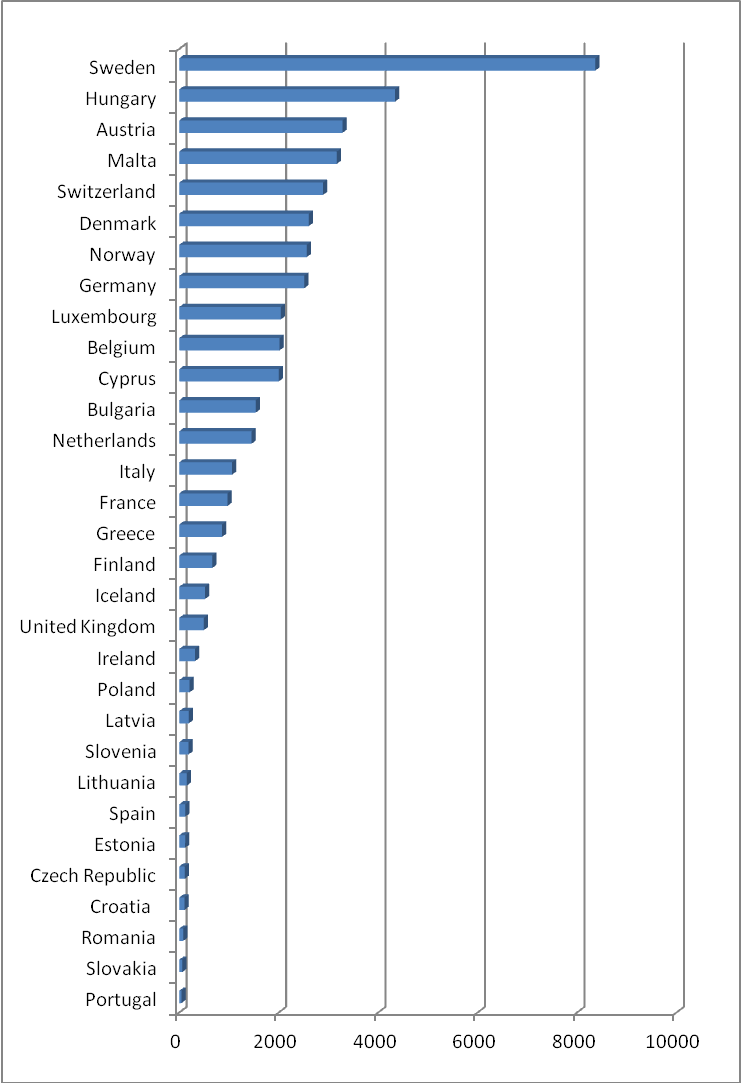 Sweden
Hungary
Austria
Malta
Switzerland
Denmark
Norway
Germany
Luxembourg
Belgium
Cyprus
Bulgaria
Netherlands
Italy
France
Greece
Finland
Iceland
United Kingdom
Ireland
Poland
Latvia
Slovenia
Lithuania
Spain
Estonia
Czech Republic
Croatia
Romania
Slovakia
Portugal
0 2000 4000 6000 8000 10000